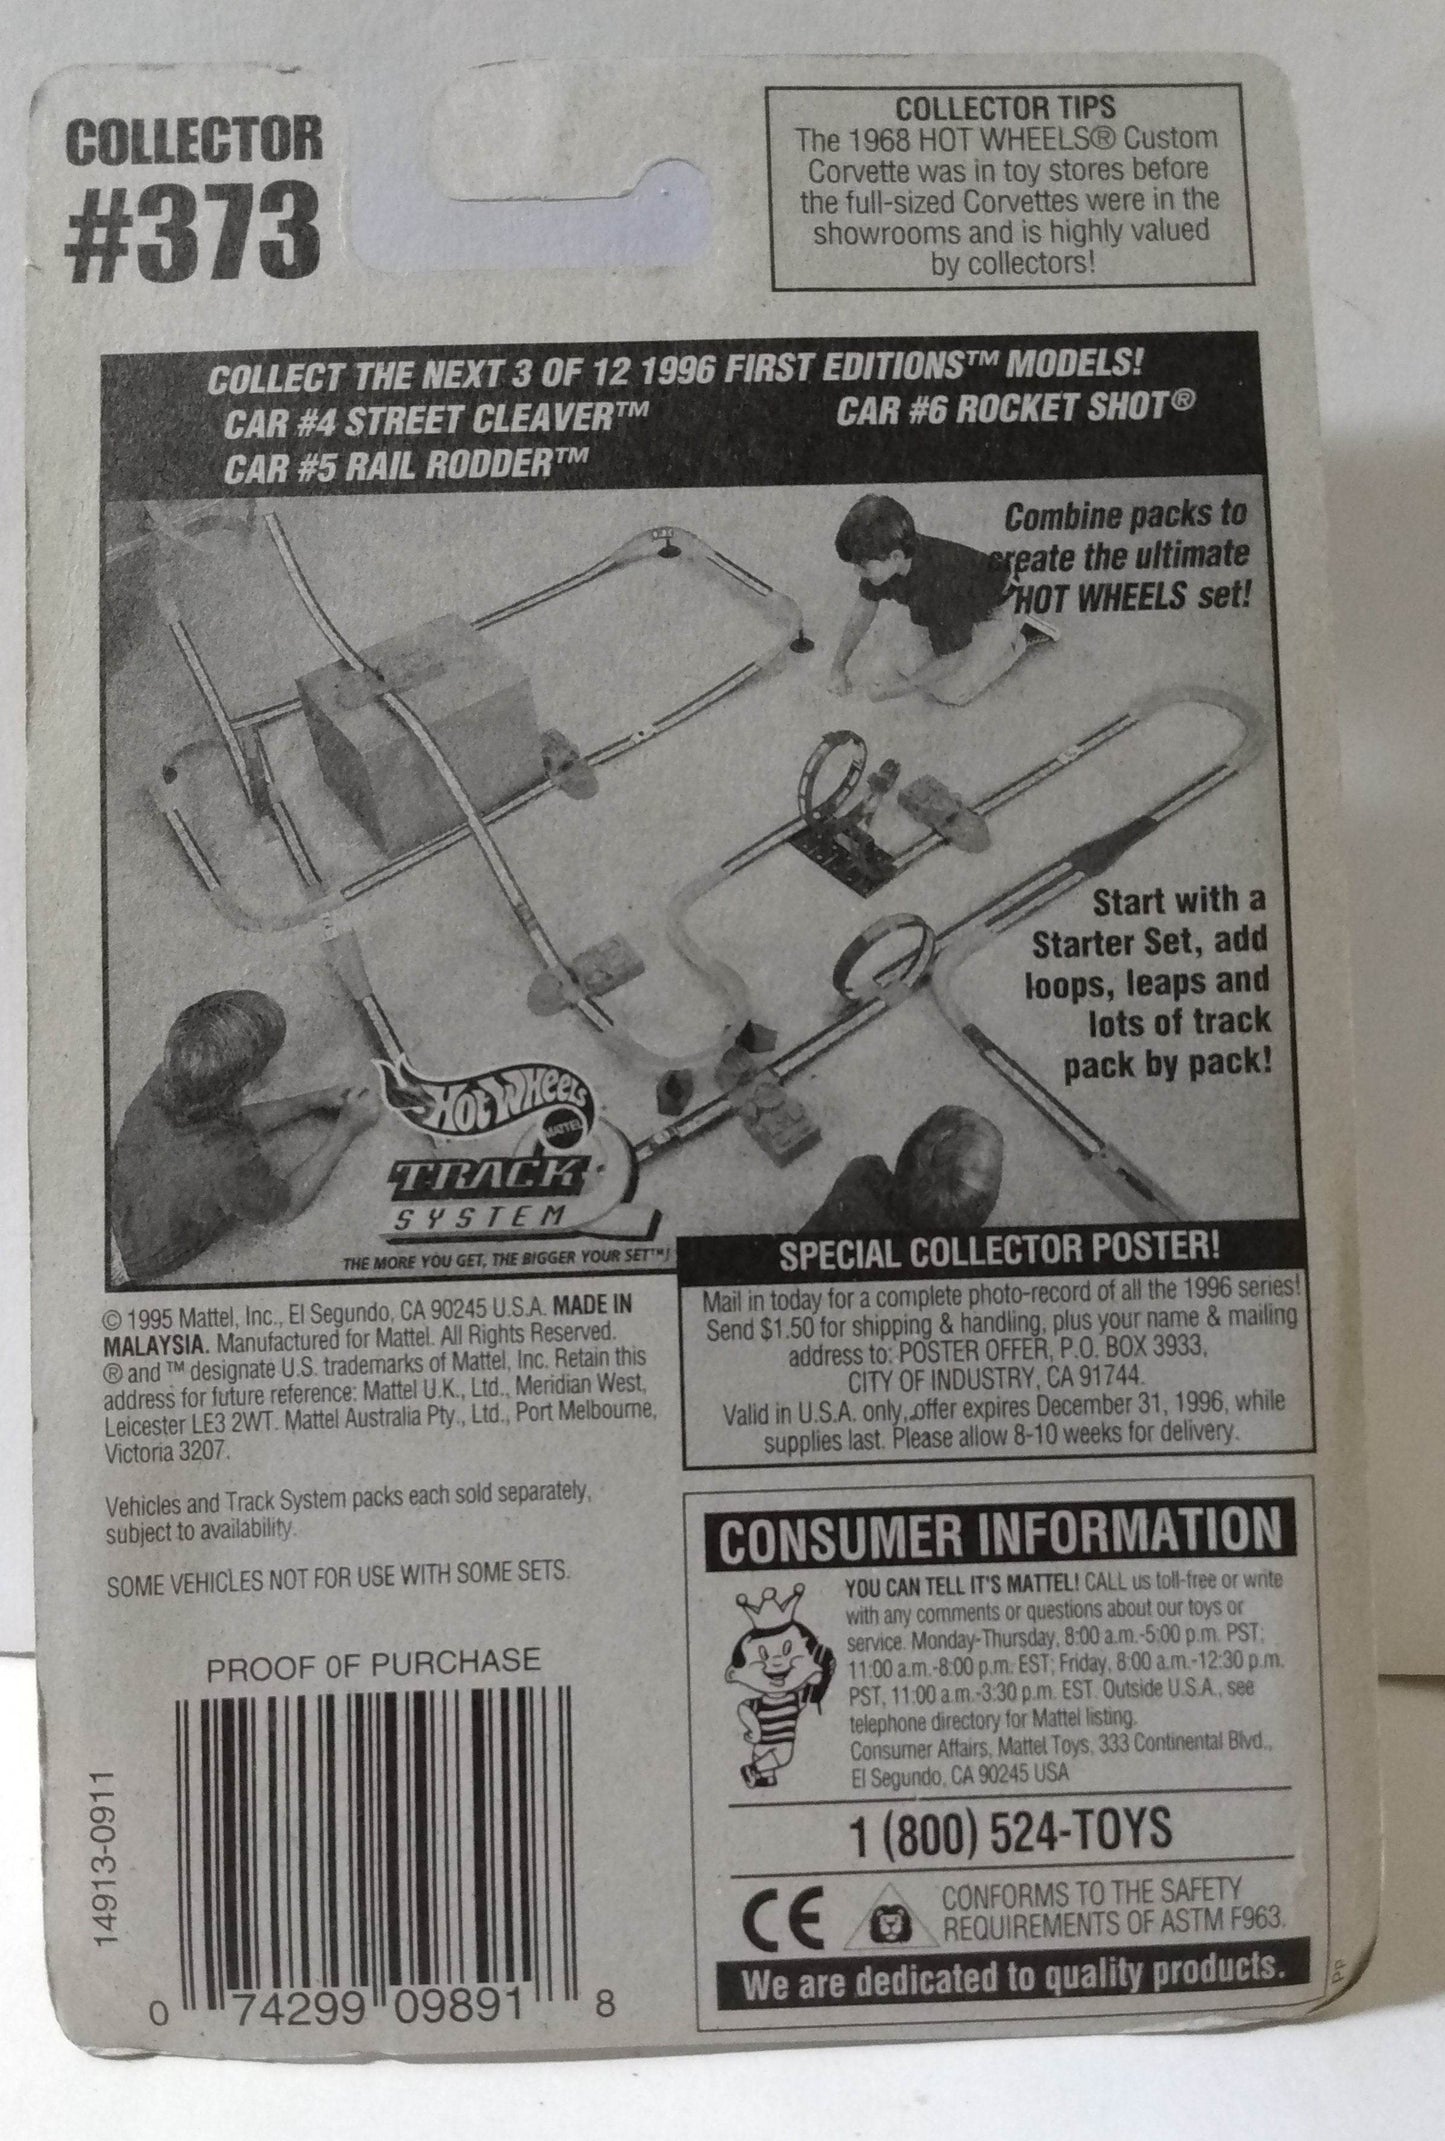 COLLECTOR
#373
COLLECTOR TIPS
The 1968 HOT WHEELS® Custom
Corvette was in toy stores before
the full-sized Corvettes were in the
showrooms and is highly valued
by collectors!
COLLECT THE NEXT 3 OF 12 1996 FIRST EDITIONS™ MODELS!
CAR #4 STREET CLEAVER™
CAR #6 ROCKET SHOT®
CAR #5 RAIL RODDER™
Combine packs to
create the ultimate
HOT WHEELS set!
Start with a
Starter Set, add
loops, leaps and
lots of track
pack by pack!
HOT WHEELS
MATTEL
TRACK
SYSTEM
THE MORE YOU GET, THE BIGGER YOUR SET™!
© 1995 Mattel, Inc., El Segundo, CA 90245 U.S.A. MADE IN
MALAYSIA. Manufactured for Mattel. All Rights Reserved.
® and ™ designate U.S. trademarks of Mattel, Inc. Retain this
address for future reference: Mattel U.K., Ltd., Meridian West,
Leicester LE3 2WT. Mattel Australia Pty., Ltd., Port Melbourne,
Victoria 3207.
Vehicles and Track System packs each sold separately,
subject to availability.
SOME VEHICLES NOT FOR USE WITH SOME SETS.
PROOF OF PURCHASE
14913-0911
0 74299 09891 8
SPECIAL COLLECTOR POSTER!
Mail in today for a complete photo-record of all the 1996 series!
Send $1.50 for shipping & handling, plus your name & mailing
address to: POSTER OFFER, P.O. BOX 3933,
CITY OF INDUSTRY, CA 91744.
Valid in U.S.A. only, offer expires December 31, 1996, while
supplies last. Please allow 8-10 weeks for delivery.
CONSUMER INFORMATION
YOU CAN TELL IT'S MATTEL! CALL us toll-free or write
with any comments or questions about our toys or
service. Monday-Thursday, 8:00 a.m.-5:00 p.m. PST;
11:00 a.m.-8:00 p.m. EST; Friday, 8:00 a.m.-12:30 p.m.
PST, 11:00 a.m.-3:30 p.m. EST. Outside U.S.A., see
telephone directory for Mattel listing.
Consumer Affairs, Mattel Toys, 333 Continental Blvd.,
El Segundo, CA 90245 USA
1 (800) 524-TOYS
CE
CONFORMS TO THE SAFETY
REQUIREMENTS OF ASTM F963.
We are dedicated to quality products.
PP